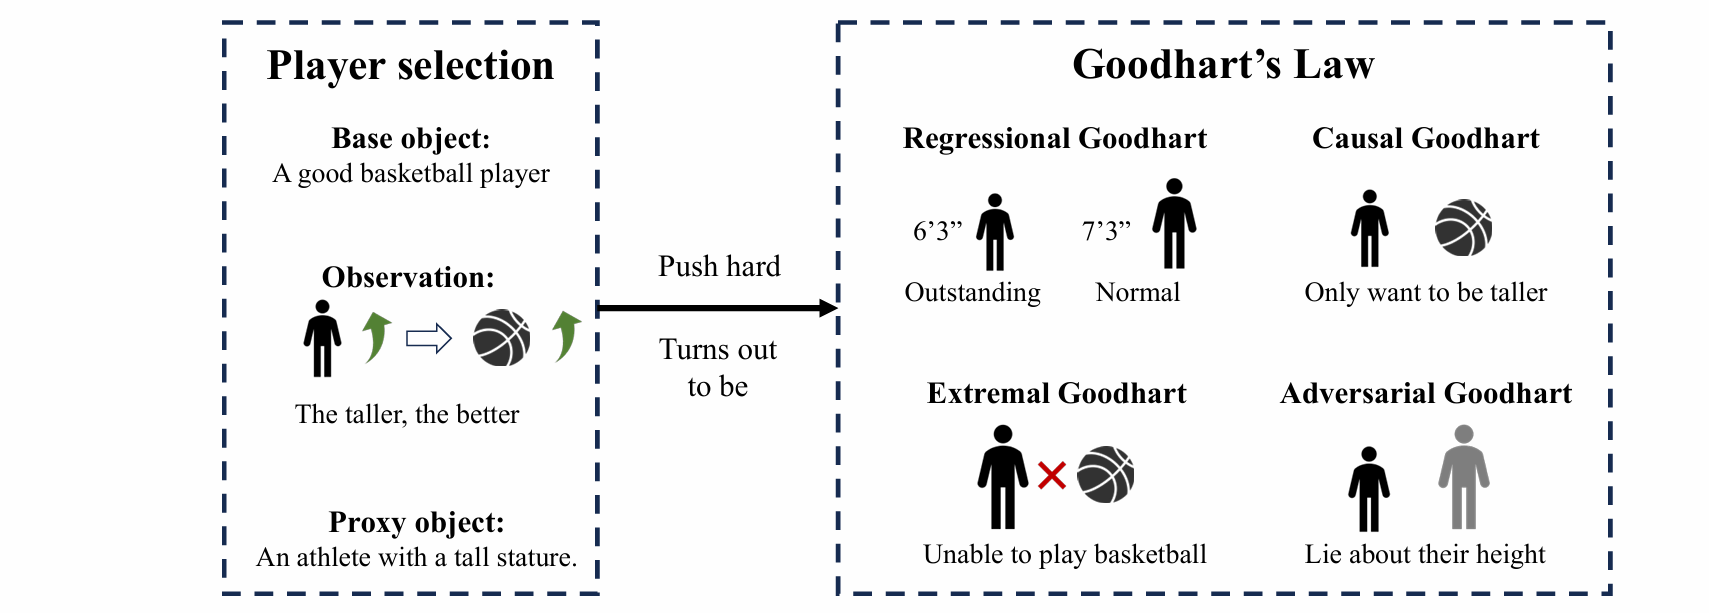 Player selection
Base object:
A good basketball player
Observation:
The taller, the better
Proxy object:
An athlete with a tall stature.
Push hard
Turns out
to be
Goodhart’s Law
Regressional Goodhart
6’3”
7’3”
Outstanding
Normal
Causal Goodhart
Only want to be taller
Extremal Goodhart
Unable to play basketball
Adversarial Goodhart
Lie about their height